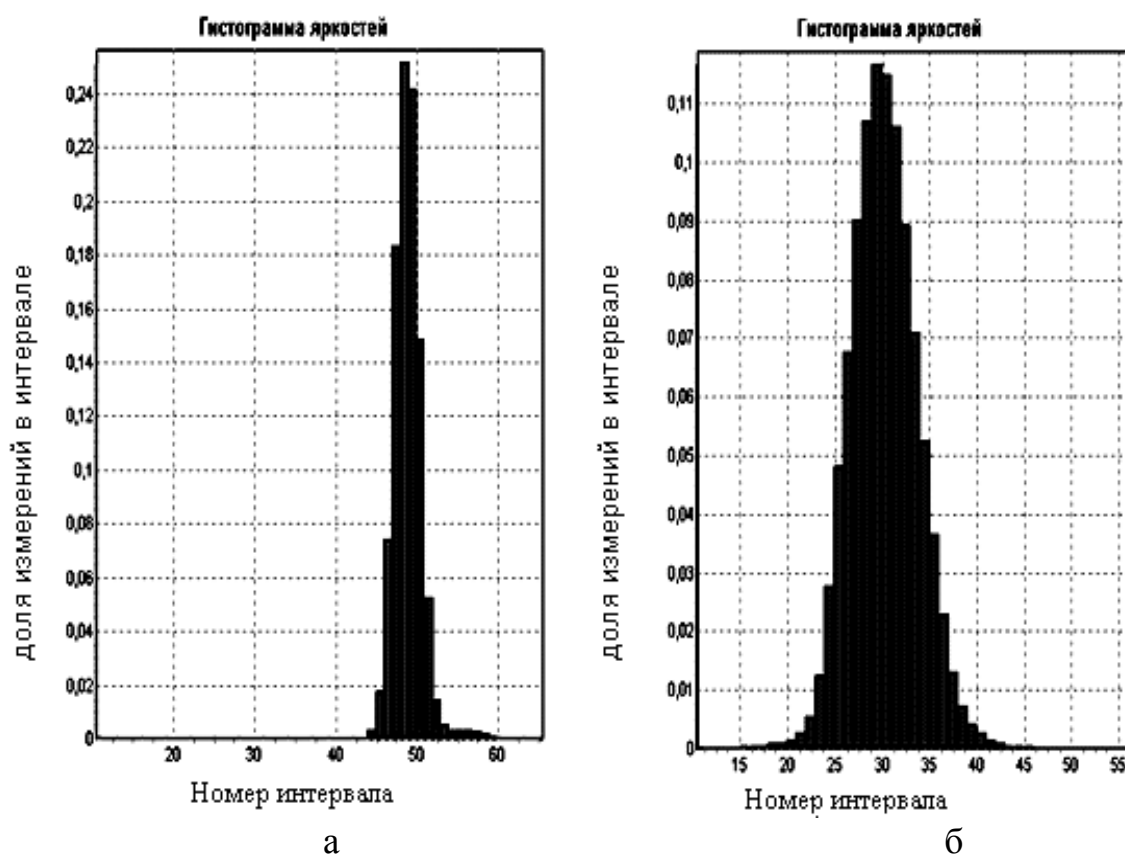 Гистограмма яркостей
0,24
0,22
0,2
0,18
0,16
0,14
0,12
0,1
0,08
0,06
0,04
0,02
0
доля измерений в интервале
20 30 40 50 60
Номер интервала
а
Гистограмма яркостей
0,11
0,1
0,09
0,08
0,07
0,06
0,05
0,04
0,03
0,02
0,01
0
доля измерений в интервале
15 20 25 30 35 40 45 50 55
Номер интервала
б